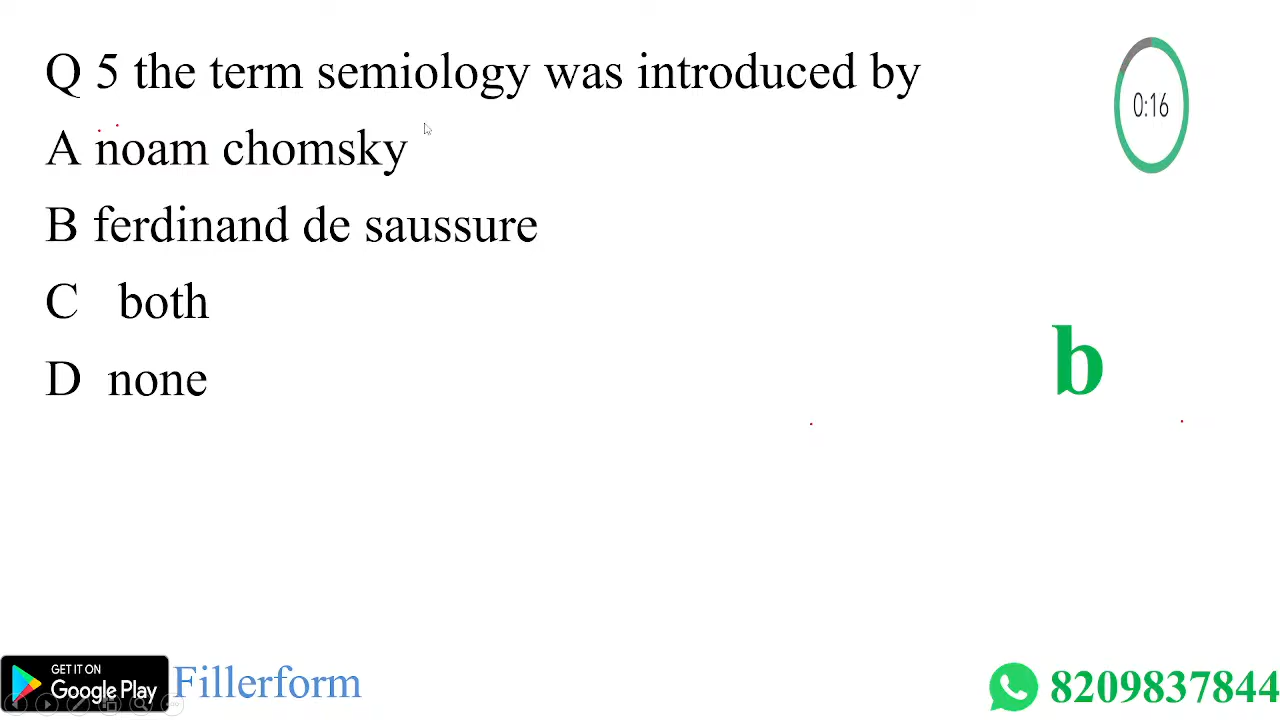 Q 5 the term semiology was introduced by
0:16
A noam chomsky
B ferdinand de saussure
C both
D none
b
GET IT ON
Google Play
Fillerform
8209837844